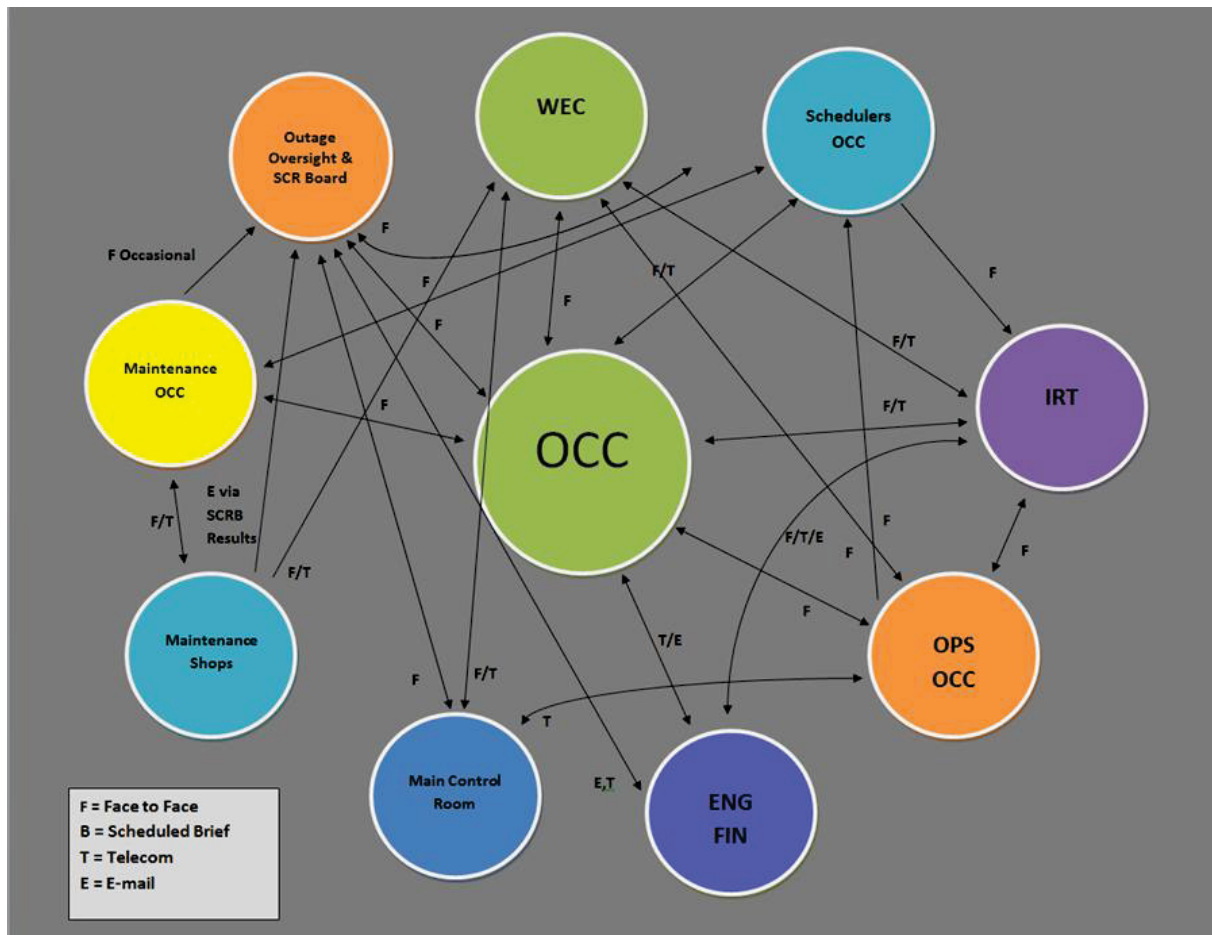 WEC
Schedulers
OCC
Outage
Oversight &
SCR Board
F
F Occasional
F
F/T
F
F
F
F/T
Maintenance
OCC
IRT
F
F/T
OCC
E via
SCRB
Results
F/T
F
F/T/E
F
F
F/T
F
OPS
OCC
Maintenance
Shops
T/E
F
F/T
T
Main Control
Room
E,T
ENG
FIN
F = Face to Face
B = Scheduled Brief
T = Telecom
E = E-mail